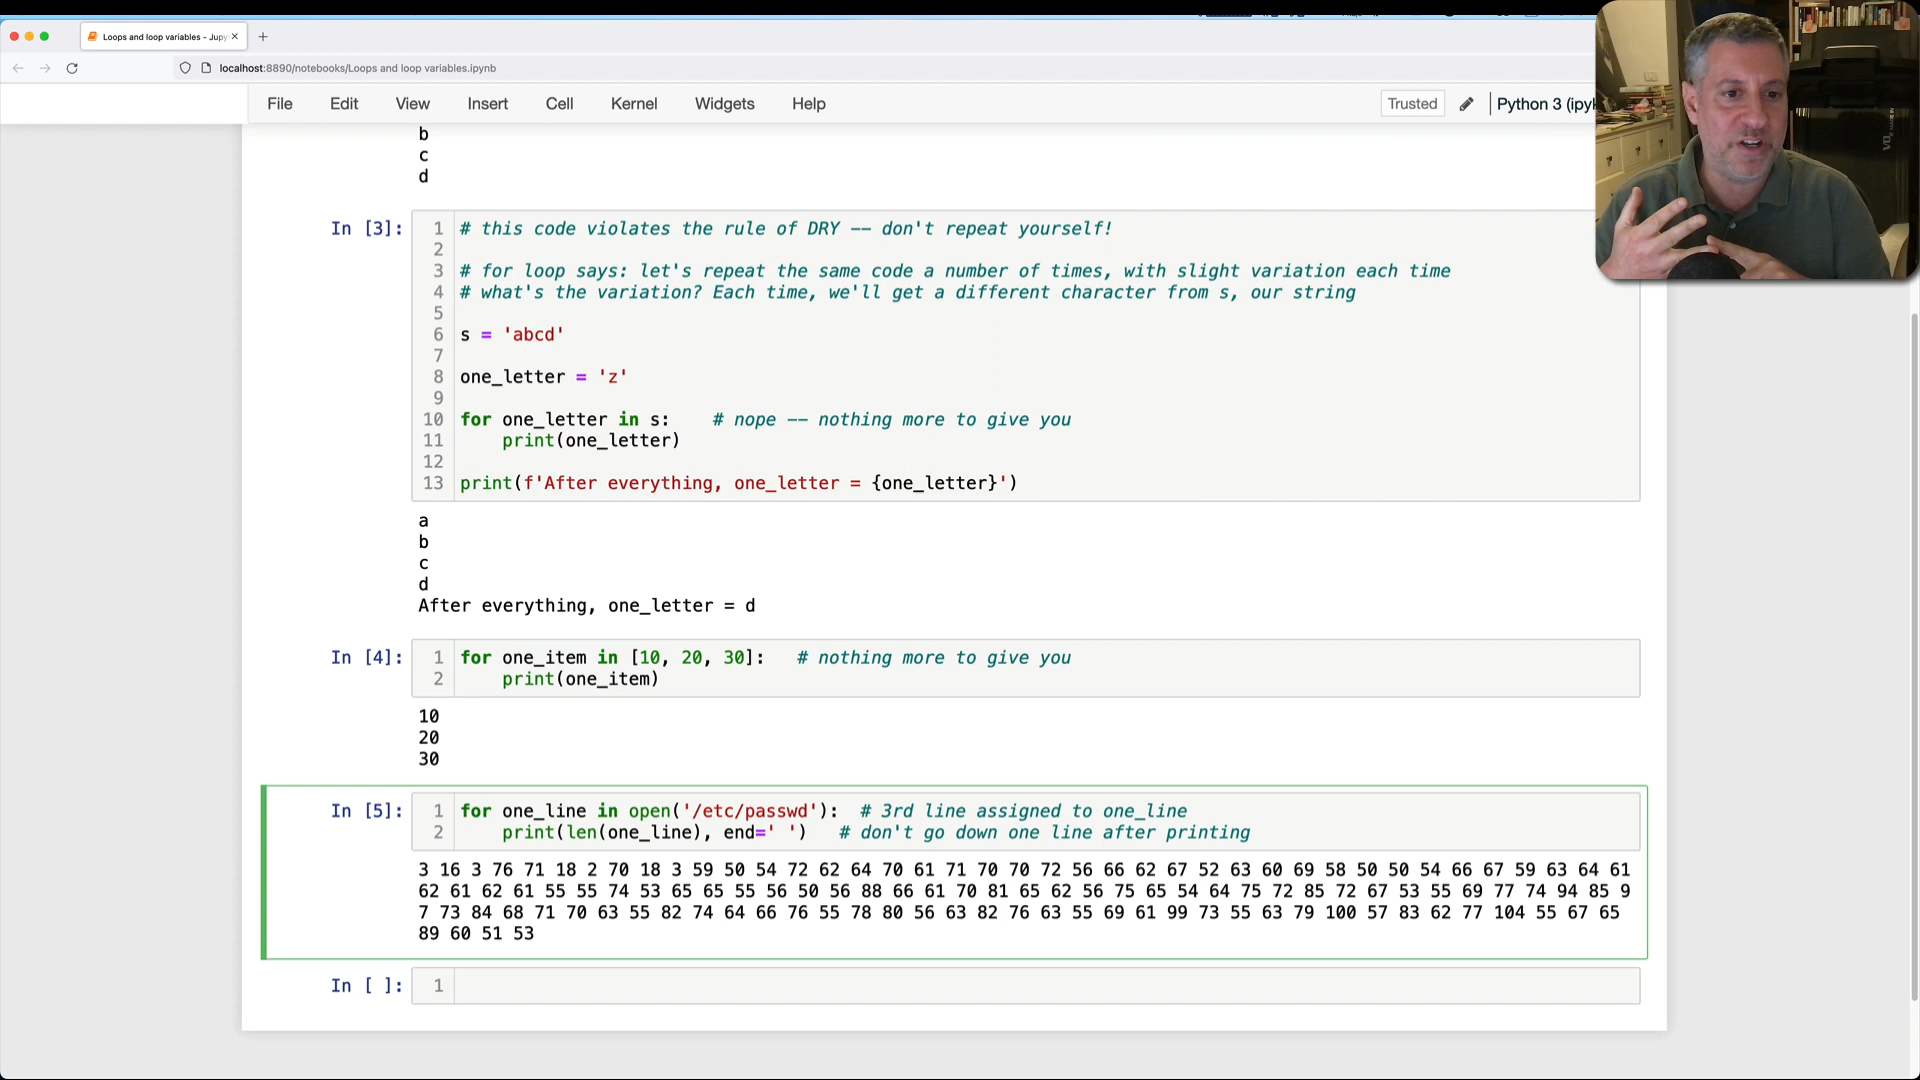 Loops and loop variables - Jupy
localhost:8890/notebooks/Loops and loop variables.ipynb
File Edit View Insert Cell Kernel Widgets Help
Trusted Python 3 (ipyk
b
c
d
In [3]:
1 # this code violates the rule of DRY -- don't repeat yourself!
2
3 # for loop says: let's repeat the same code a number of times, with slight variation each time
4 # what's the variation? Each time, we'll get a different character from s, our string
5
6 s = 'abcd'
7
8 one_letter = 'z'
9
10 for one_letter in s:    # nope -- nothing more to give you
11     print(one_letter)
12
13 print(f'After everything, one_letter = {one_letter}')
a
b
c
d
After everything, one_letter = d
In [4]:
1 for one_item in [10, 20, 30]:   # nothing more to give you
2     print(one_item)
10
20
30
In [5]:
1 for one_line in open('/etc/passwd'):  # 3rd line assigned to one_line
2     print(len(one_line), end=' ')   # don't go down one line after printing
3 16 3 76 71 18 2 70 18 3 59 50 54 72 62 64 70 61 71 70 70 72 56 66 62 67 52 63 60 69 58 50 50 54 66 67 59 63 64 61
62 61 62 61 55 55 74 53 65 65 55 56 50 56 88 66 61 70 81 65 62 56 75 65 54 64 75 72 85 72 67 53 55 69 77 74 94 85 9
7 73 84 68 71 70 63 55 82 74 64 66 76 55 78 80 56 63 82 76 63 55 69 61 99 73 55 63 79 100 57 83 62 77 104 55 67 65
89 60 51 53
In [ ]:
1